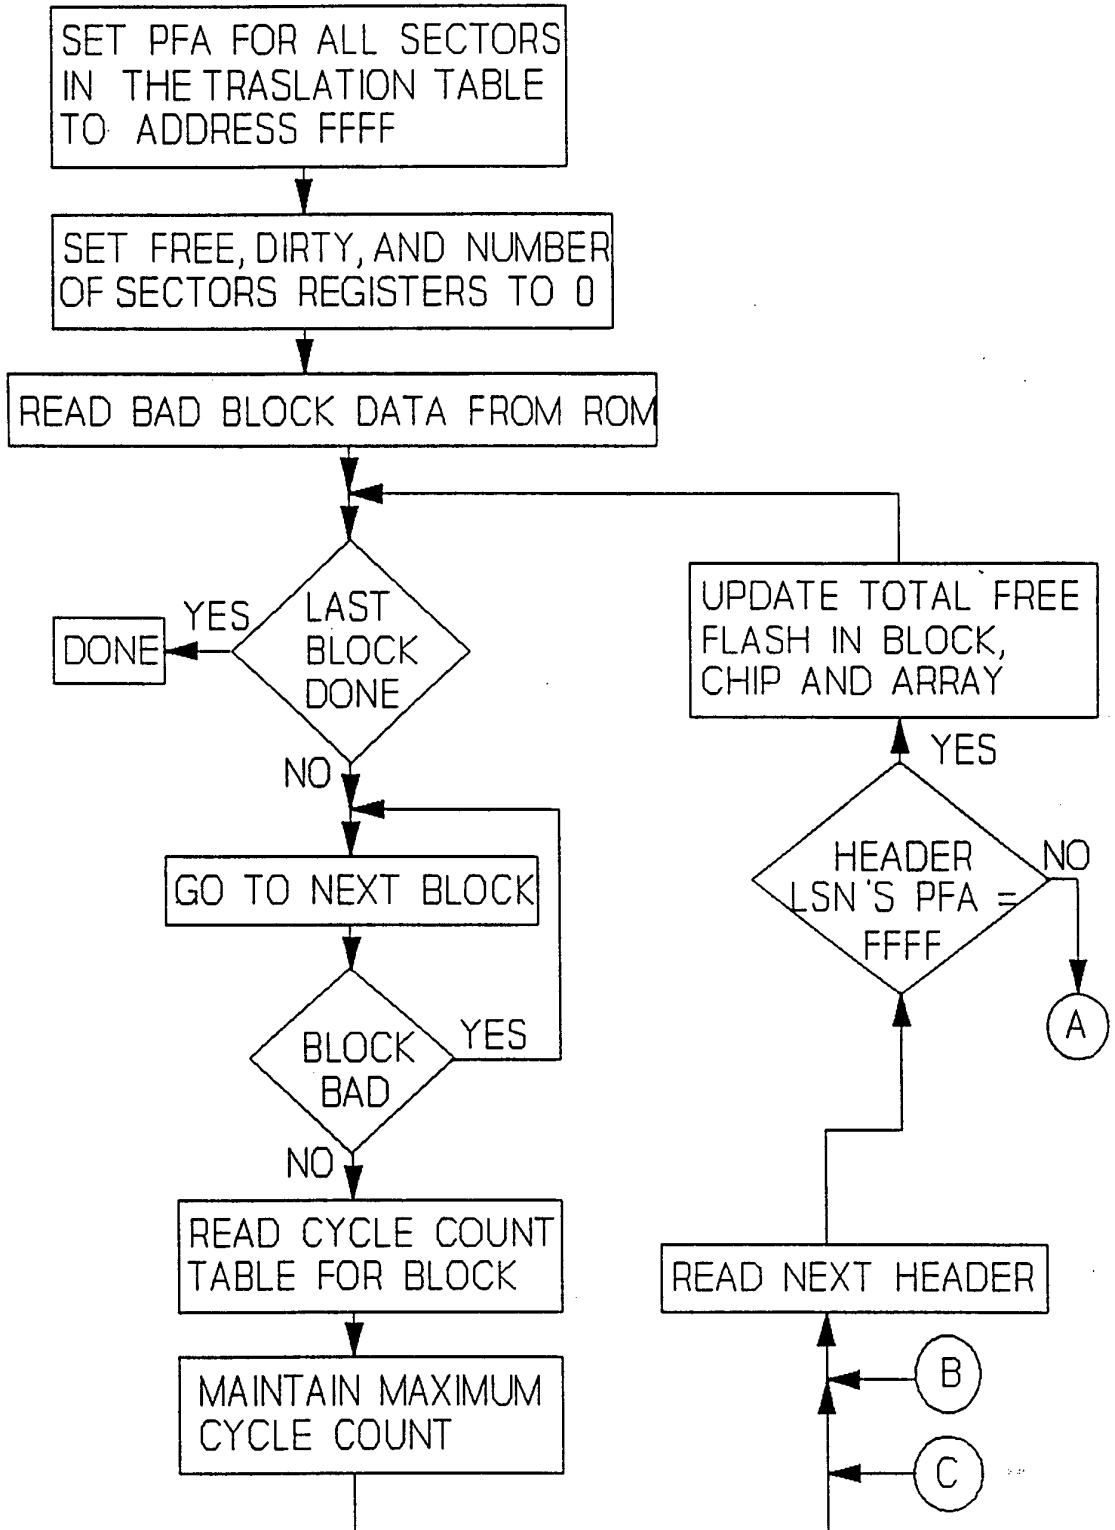 SET PFA FOR ALL SECTORS
IN THE TRASLATION TABLE
TO ADDRESS FFFF
SET FREE, DIRTY, AND NUMBER
OF SECTORS REGISTERS TO 0
READ BAD BLOCK DATA FROM ROM
LAST
BLOCK
DONE
YES
DONE
NO
GO TO NEXT BLOCK
BLOCK
BAD
YES
NO
READ CYCLE COUNT
TABLE FOR BLOCK
MAINTAIN MAXIMUM
CYCLE COUNT
UPDATE TOTAL FREE
FLASH IN BLOCK,
CHIP AND ARRAY
YES
HEADER
LSN'S PFA =
FFFF
NO
A
READ NEXT HEADER
B
C